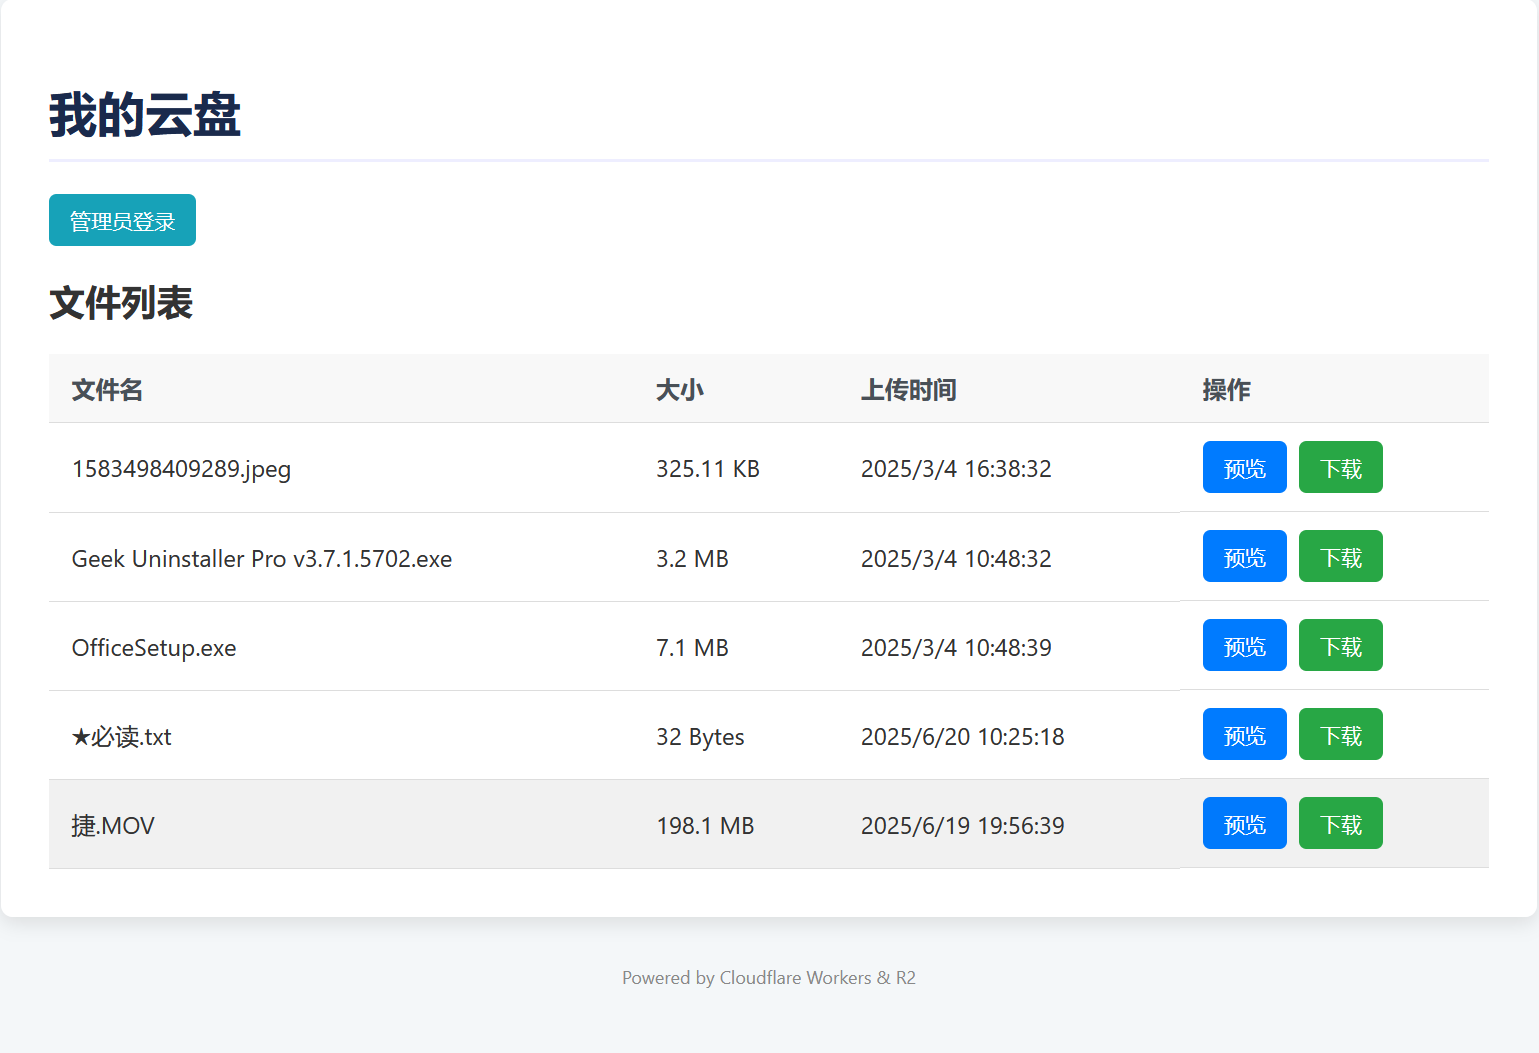 我的云盘
管理员登录
文件列表
文件名 大小 上传时间 操作
1583498409289.jpeg 325.11 KB 2025/3/4 16:38:32 预览 下载
Geek Uninstaller Pro v3.7.1.5702.exe 3.2 MB 2025/3/4 10:48:32 预览 下载
OfficeSetup.exe 7.1 MB 2025/3/4 10:48:39 预览 下载
★必读.txt 32 Bytes 2025/6/20 10:25:18 预览 下载
捷.MOV 198.1 MB 2025/6/19 19:56:39 预览 下载
Powered by Cloudflare Workers & R2